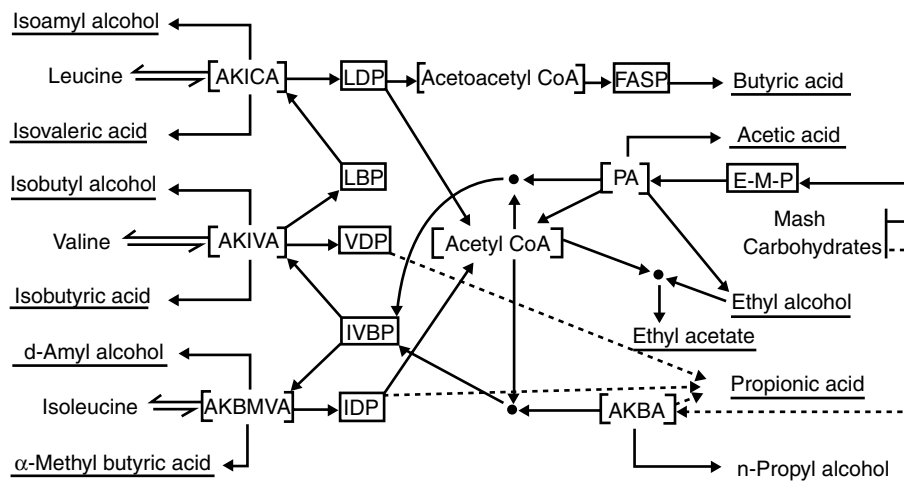 Isoamyl alcohol
Leucine [AKICA] LDP [Acetoacetyl CoA] FASP Butyric acid
Isovaleric acid
Acetic acid
Isobutyl alcohol
LBP
[PA] E-M-P
Mash
Carbohydrates
Valine [AKIVA] VDP [Acetyl CoA]
Isobutyric acid
Ethyl alcohol
IVBP
Ethyl acetate
d-Amyl alcohol
Propionic acid
Isoleucine [AKBMVA] IDP [AKBA]
α-Methyl butyric acid
n-Propyl alcohol